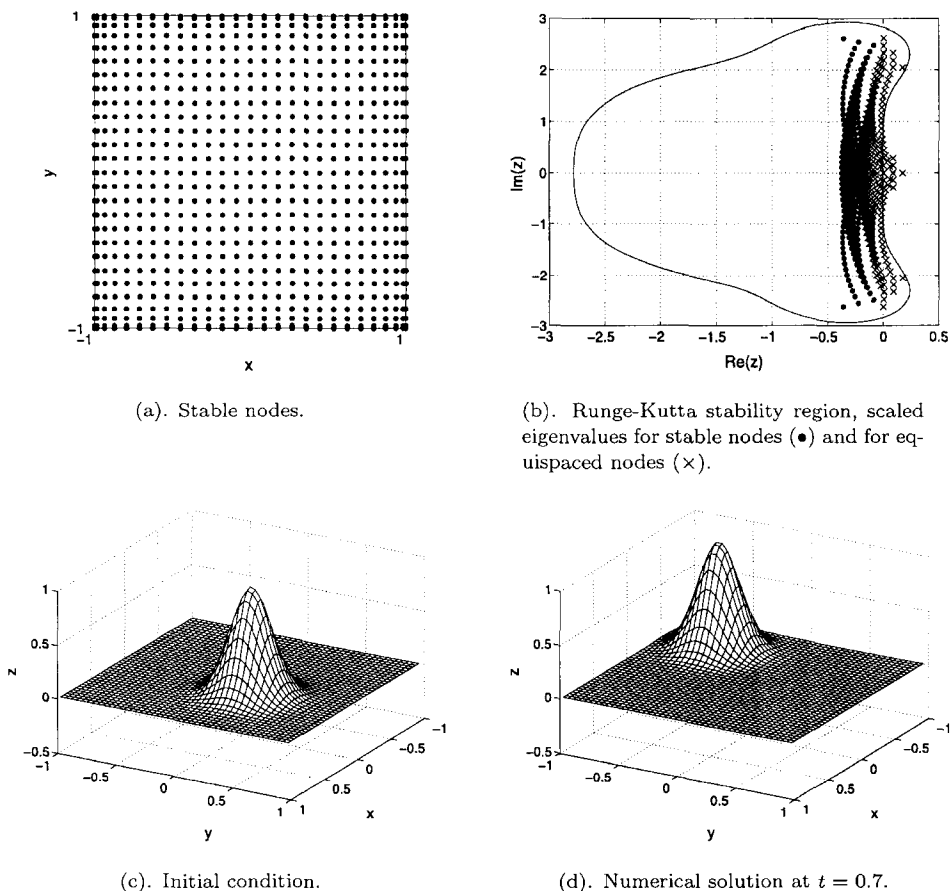 1
y
-1
-1
x
1
(a). Stable nodes.
3
2
1
0
-1
-2
-3
Im(z)
-3
-2.5
-2
-1.5
-1
-0.5
0
0.5
Re(z)
(b). Runge-Kutta stability region, scaled
eigenvalues for stable nodes (●) and for eq-
uispaced nodes (×).
1
0.5
0
-0.5
z
-1
-0.5
0
0.5
1
y
-1
-0.5
0
0.5
1
x
(c). Initial condition.
1
0.5
0
-0.5
z
-1
-0.5
0
0.5
1
y
-1
-0.5
0
0.5
1
x
(d). Numerical solution at t = 0.7.